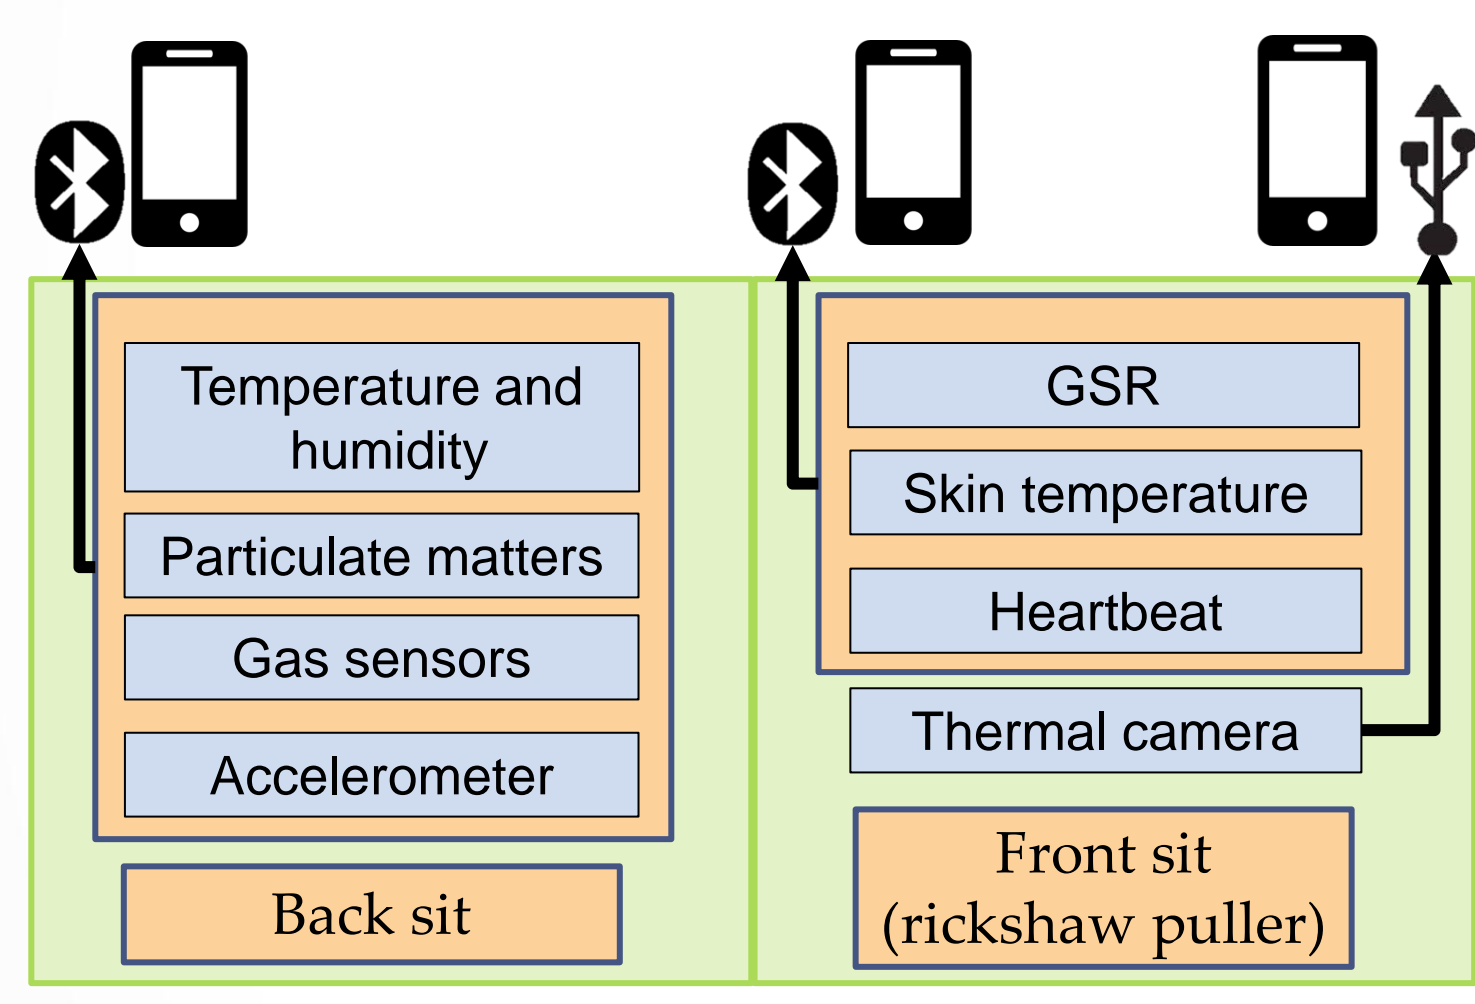 Temperature and
humidity
Particulate matters
Gas sensors
Accelerometer
Back sit
GSR
Skin temperature
Heartbeat
Thermal camera
Front sit
(rickshaw puller)